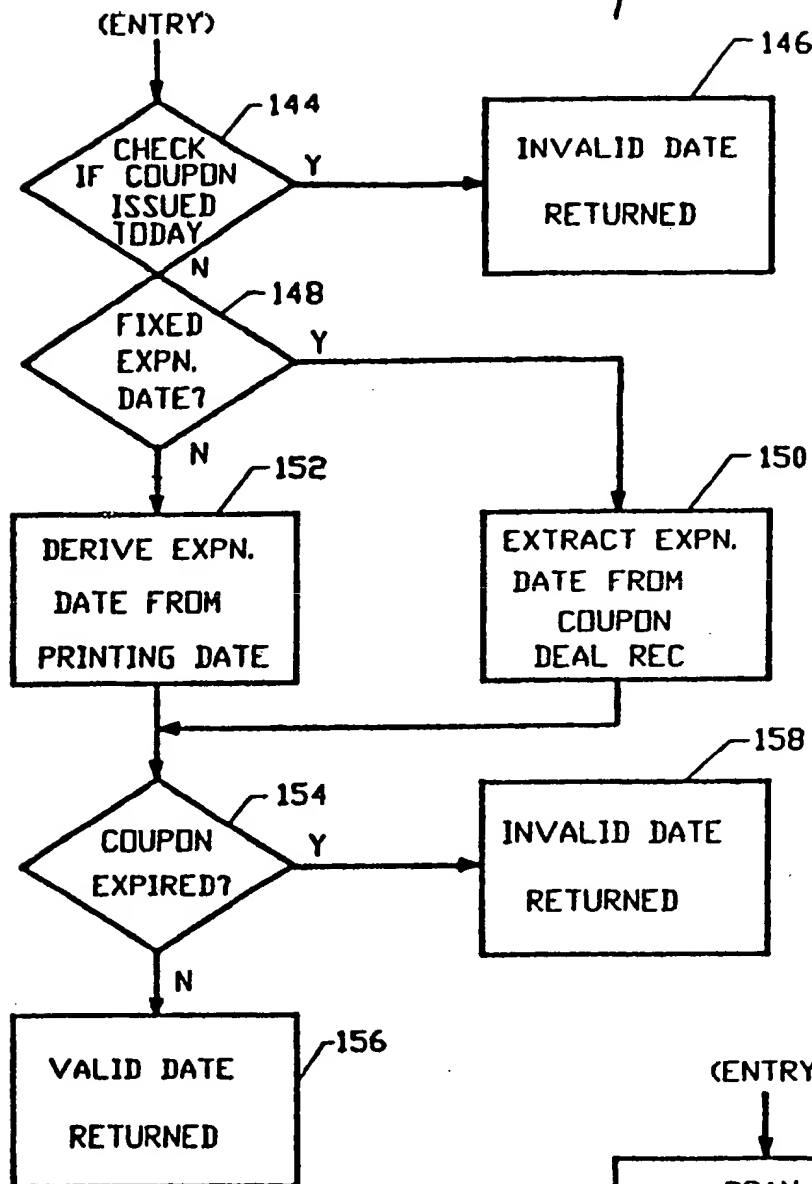 (ENTRY)
144
CHECK
IF COUPON
ISSUED
TODAY
Y
N
146
INVALID DATE
RETURNED
148
FIXED
EXPN.
DATE?
Y
N
152
DERIVE EXPN.
DATE FROM
PRINTING DATE
150
EXTRACT EXPN.
DATE FROM
COUPON
DEAL REC
154
COUPON
EXPIRED?
Y
N
158
INVALID DATE
RETURNED
156
VALID DATE
RETURNED
(ENTRY